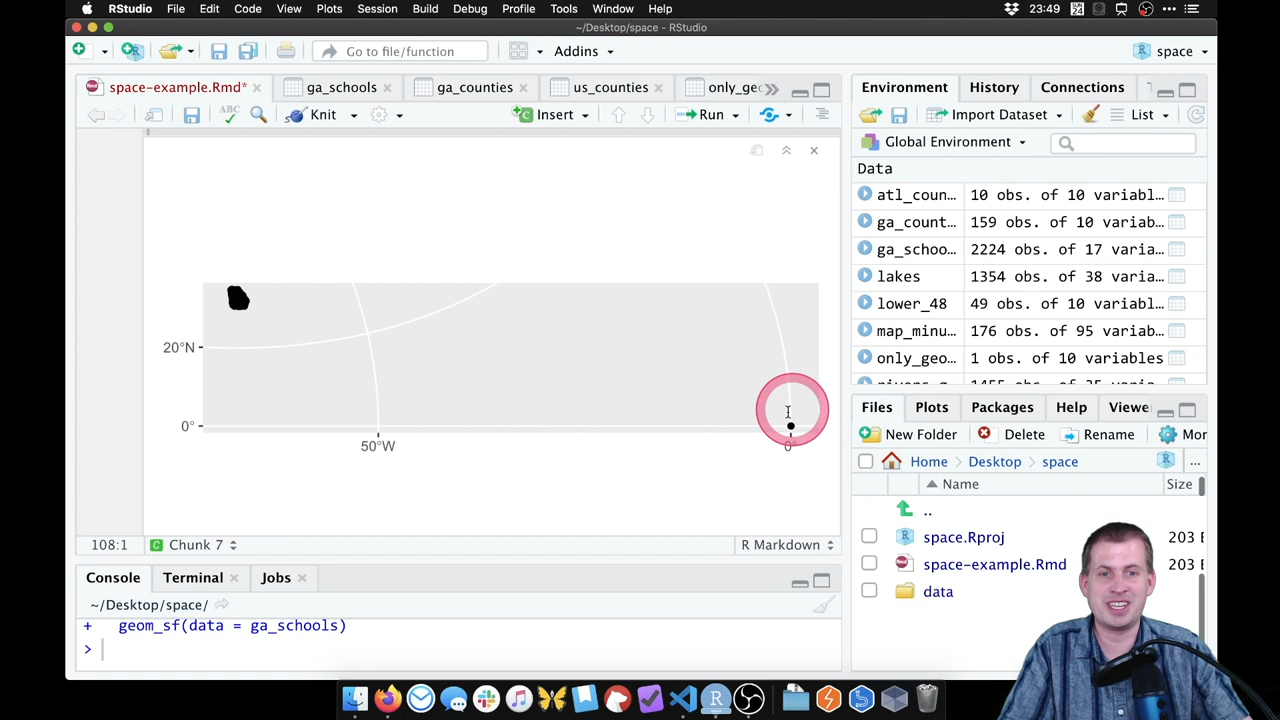 RStudio File Edit Code View Plots Session Build Debug Profile Tools Window Help 23:49
~/Desktop/space - RStudio
Go to file/function Addins space
space-example.Rmd* ga_schools ga_counties us_counties only_geo
Environment History Connections
ABC Knit Insert Run
Import Dataset List
Global Environment
Data
atl_coun… 10 obs. of 10 variabl…
ga_count… 159 obs. of 10 variab…
ga_schoo… 2224 obs. of 17 varia…
lakes 1354 obs. of 38 varia…
lower_48 49 obs. of 10 variabl…
map_minu… 176 obs. of 95 variab…
only_geo… 1 obs. of 10 variables
20°N
0°
50°W 0°
108:1 Chunk 7 R Markdown
Files Plots Packages Help Viewe
New Folder Delete Rename Mor
Home Desktop space ...
Name Size
..
space.Rproj 203
space-example.Rmd 203
data
Console Terminal Jobs
~/Desktop/space/
+ geom_sf(data = ga_schools)
>